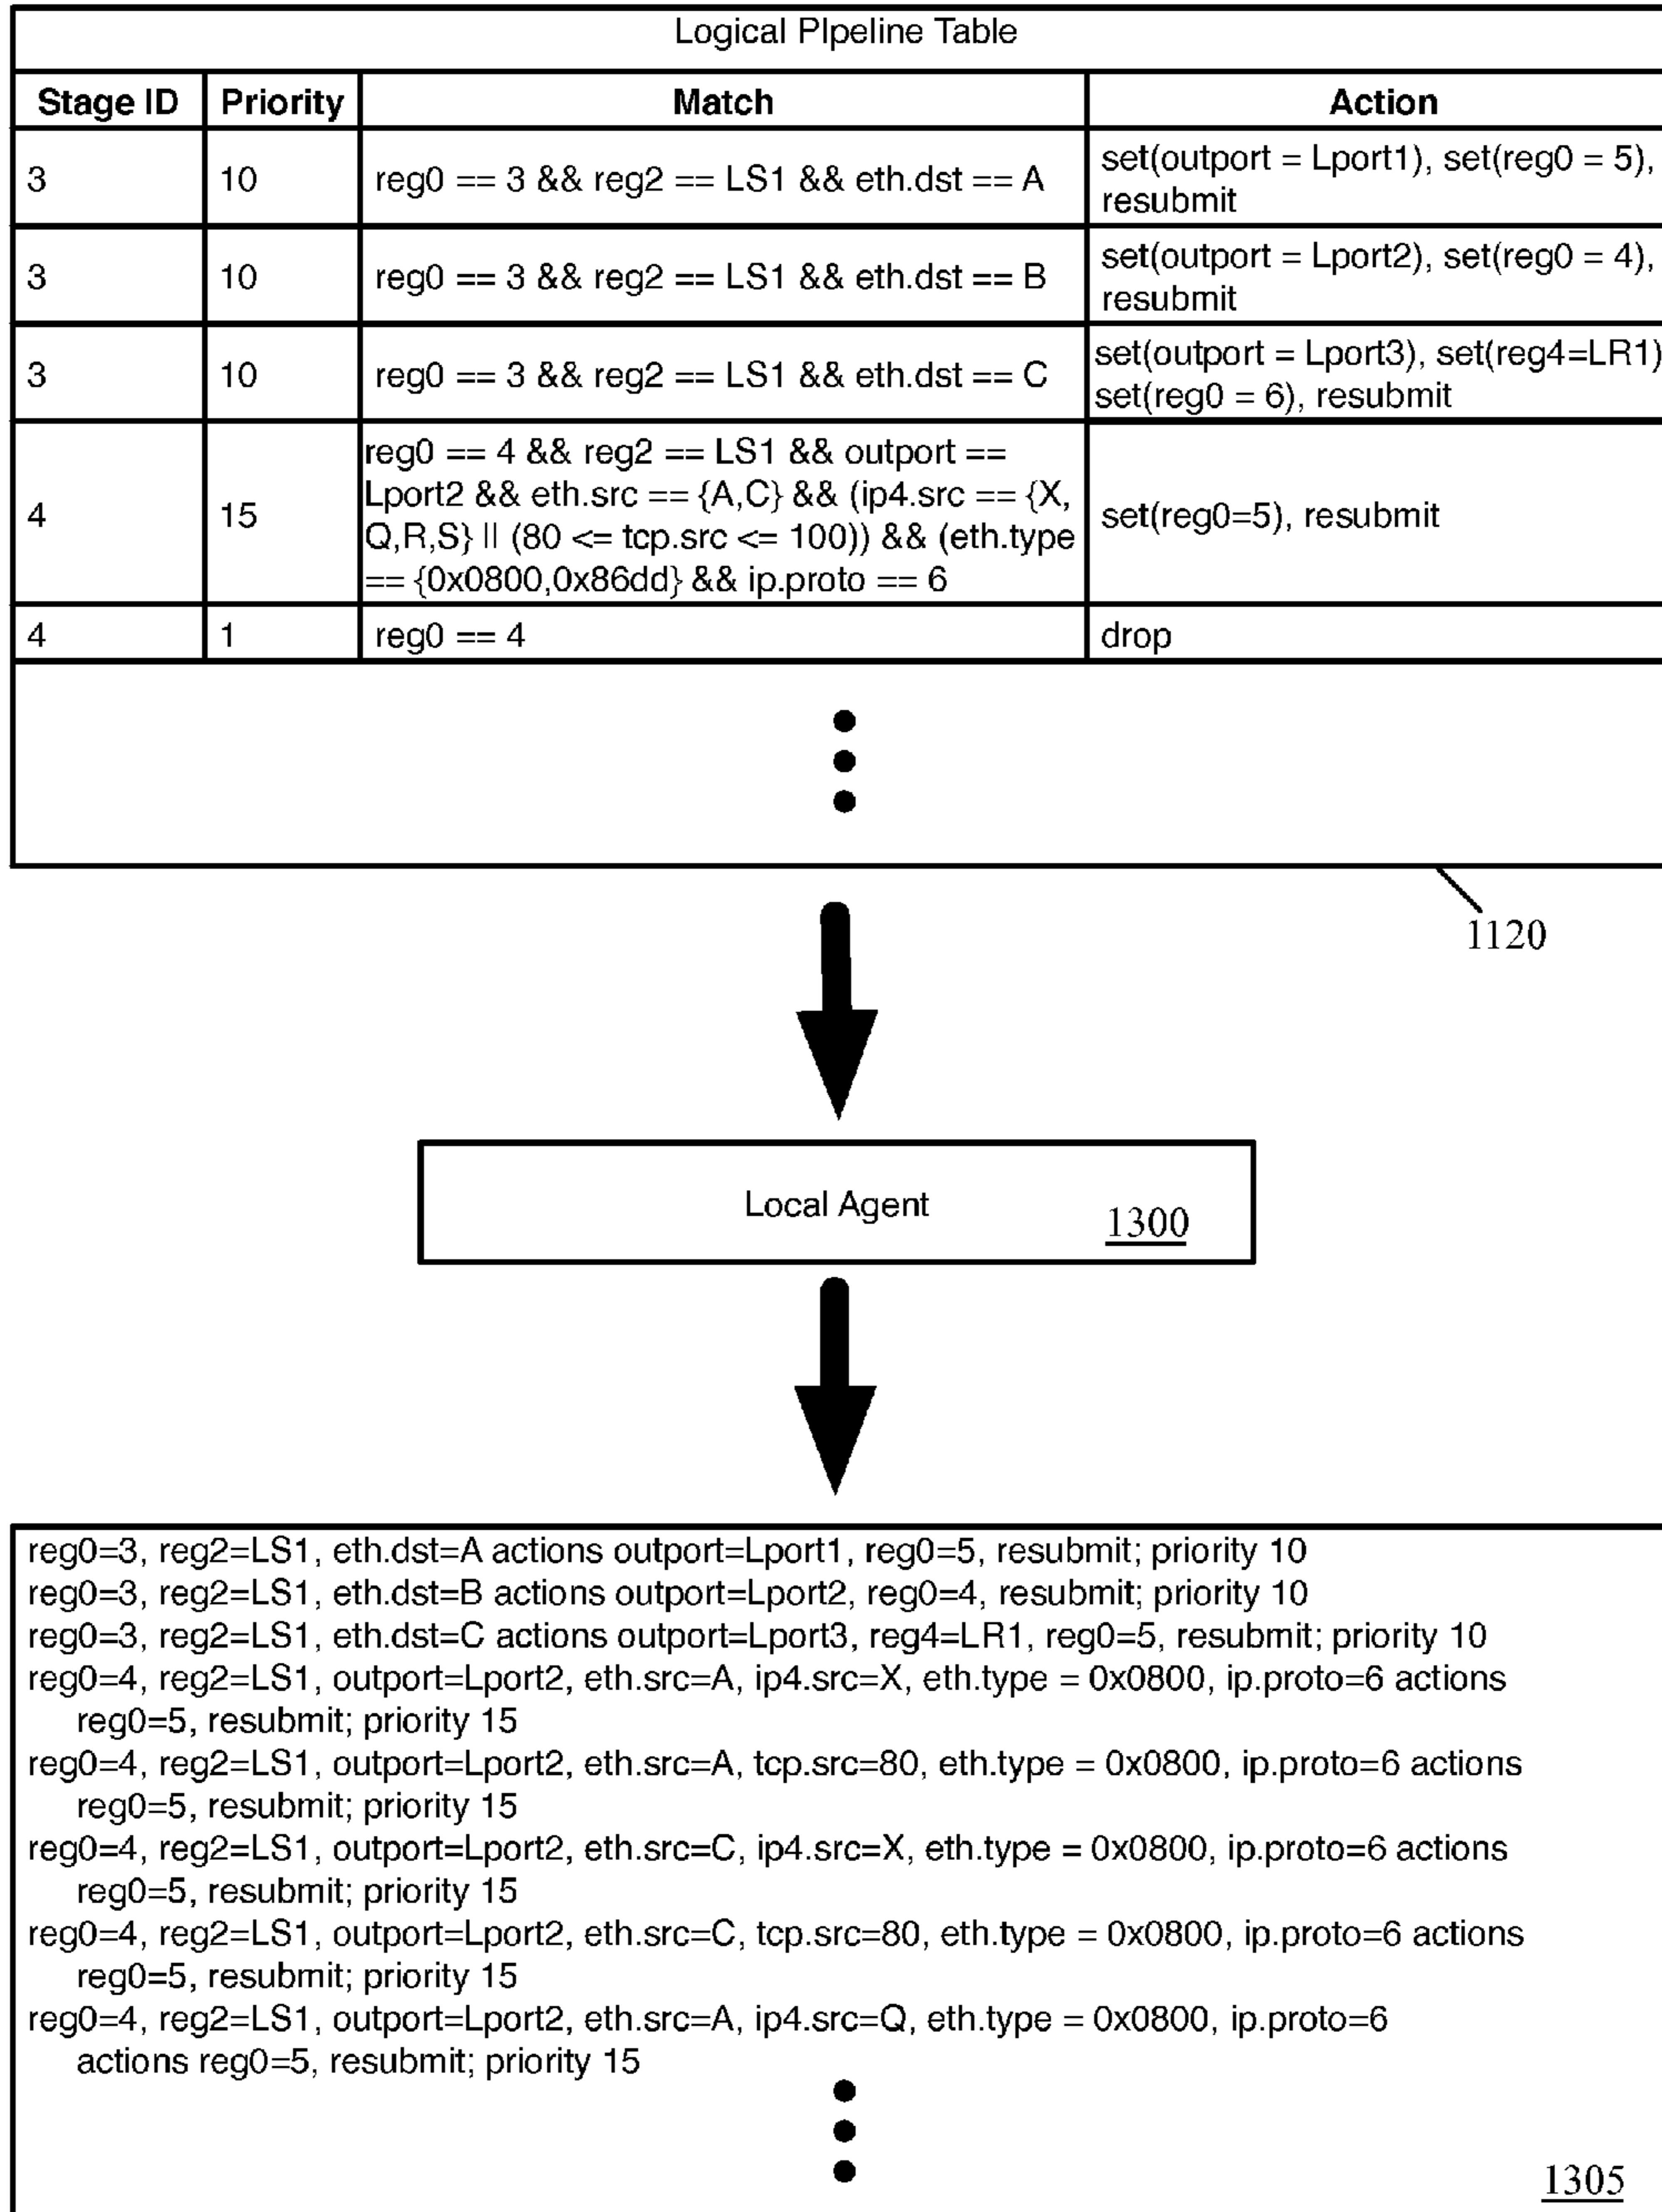 Logical PIpeline Table
Stage ID Priority Match Action
3 10 reg0 == 3 && reg2 == LS1 && eth.dst == A set(outport = Lport1), set(reg0 = 5),
resubmit
3 10 reg0 == 3 && reg2 == LS1 && eth.dst == B set(outport = Lport2), set(reg0 = 4),
resubmit
3 10 reg0 == 3 && reg2 == LS1 && eth.dst == C set(outport = Lport3), set(reg4=LR1)
set(reg0 = 6), resubmit
4 15 reg0 == 4 && reg2 == LS1 && outport ==
Lport2 && eth.src == {A,C} && (ip4.src == {X,
Q,R,S} || (80 <= tcp.src <= 100)) && (eth.type
== {0x0800,0x86dd} && ip.proto == 6
set(reg0=5), resubmit
4 1 reg0 == 4 drop
1120
Local Agent 1300
reg0=3, reg2=LS1, eth.dst=A actions outport=Lport1, reg0=5, resubmit; priority 10
reg0=3, reg2=LS1, eth.dst=B actions outport=Lport2, reg0=4, resubmit; priority 10
reg0=3, reg2=LS1, eth.dst=C actions outport=Lport3, reg4=LR1, reg0=5, resubmit; priority 10
reg0=4, reg2=LS1, outport=Lport2, eth.src=A, ip4.src=X, eth.type = 0x0800, ip.proto=6 actions
reg0=5, resubmit; priority 15
reg0=4, reg2=LS1, outport=Lport2, eth.src=A, tcp.src=80, eth.type = 0x0800, ip.proto=6 actions
reg0=5, resubmit; priority 15
reg0=4, reg2=LS1, outport=Lport2, eth.src=C, ip4.src=X, eth.type = 0x0800, ip.proto=6 actions
reg0=5, resubmit; priority 15
reg0=4, reg2=LS1, outport=Lport2, eth.src=C, tcp.src=80, eth.type = 0x0800, ip.proto=6 actions
reg0=5, resubmit; priority 15
reg0=4, reg2=LS1, outport=Lport2, eth.src=A, ip4.src=Q, eth.type = 0x0800, ip.proto=6
actions reg0=5, resubmit; priority 15
1305